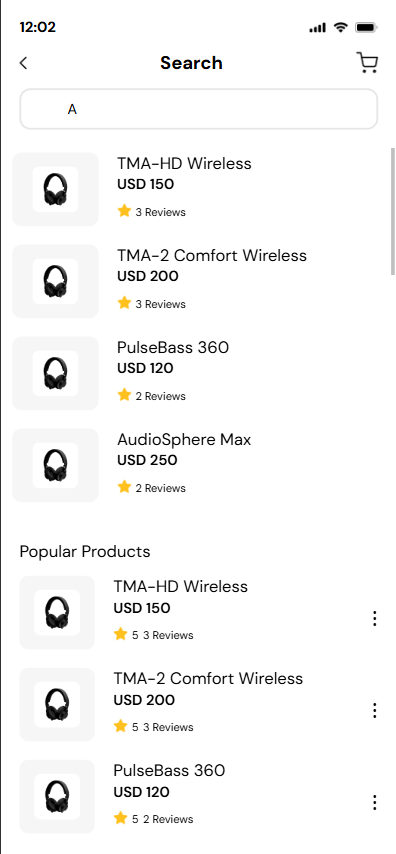 12:02
Search
A
TMA-HD Wireless
USD 150
3 Reviews
TMA-2 Comfort Wireless
USD 200
3 Reviews
PulseBass 360
USD 120
2 Reviews
AudioSphere Max
USD 250
2 Reviews
Popular Products
TMA-HD Wireless
USD 150
5 3 Reviews
TMA-2 Comfort Wireless
USD 200
5 3 Reviews
PulseBass 360
USD 120
5 2 Reviews